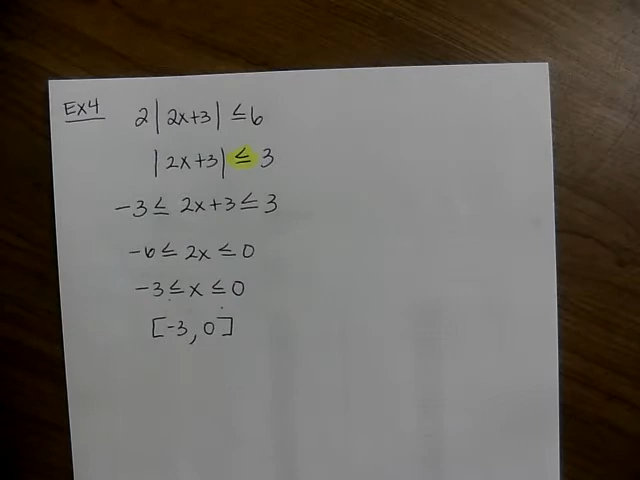 Ex4 2|2x+3| ≤6
|2x+3| ≤ 3
-3 ≤ 2x+3 ≤ 3
-6 ≤ 2x ≤ 0
-3 ≤ x ≤ 0
[-3, 0]